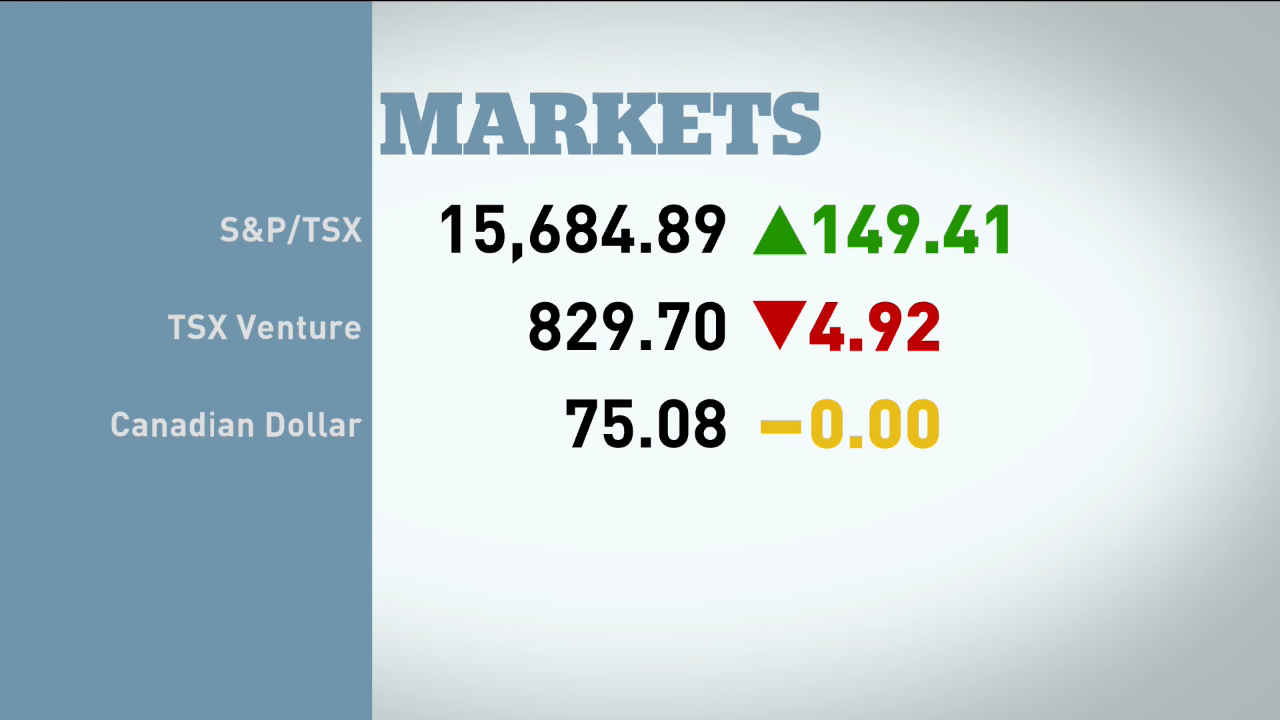 MARKETS
S&P/TSX 15,684.89 ▲149.41
TSX Venture 829.70 ▼4.92
Canadian Dollar 75.08 –0.00